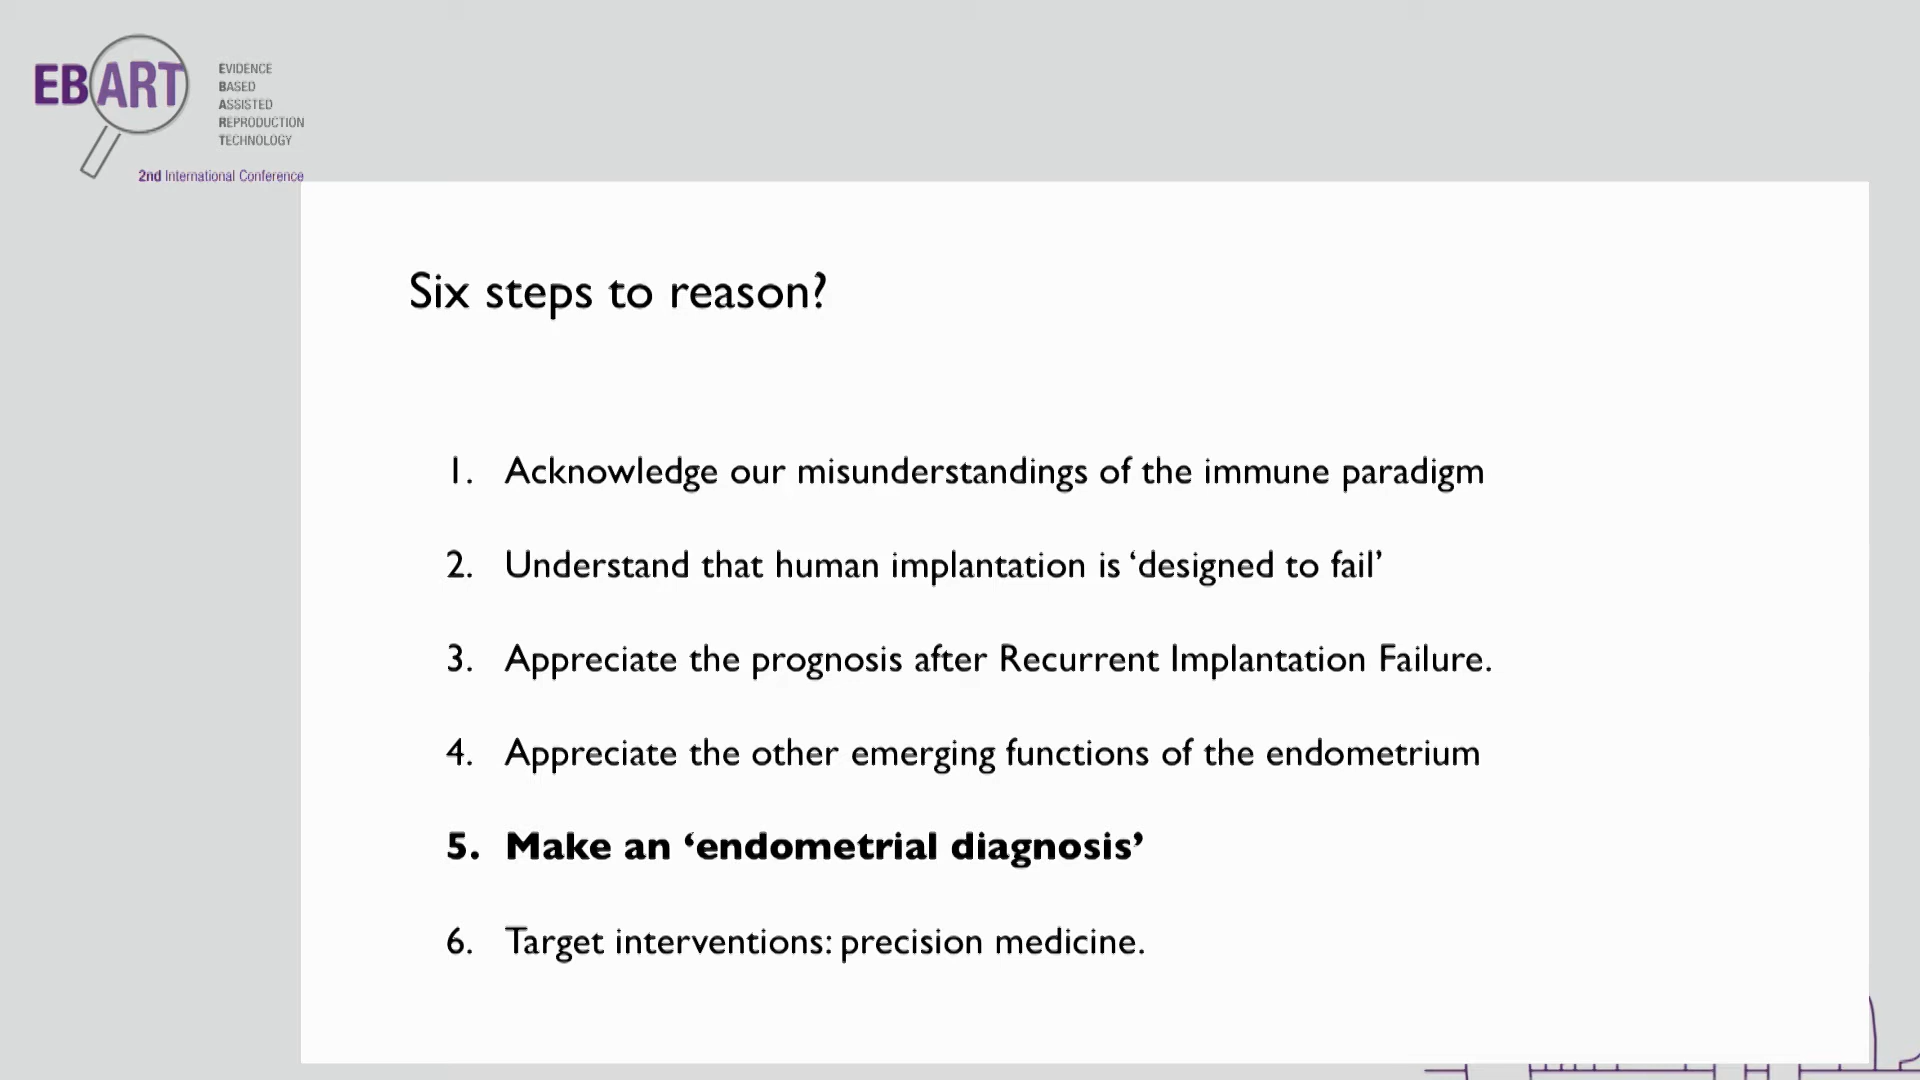 EBART
EVIDENCE
BASED
ASSISTED
REPRODUCTION
TECHNOLOGY
2nd International Conference
Six steps to reason?
1. Acknowledge our misunderstandings of the immune paradigm
2. Understand that human implantation is ‘designed to fail’
3. Appreciate the prognosis after Recurrent Implantation Failure.
4. Appreciate the other emerging functions of the endometrium
5. Make an ‘endometrial diagnosis’
6. Target interventions: precision medicine.